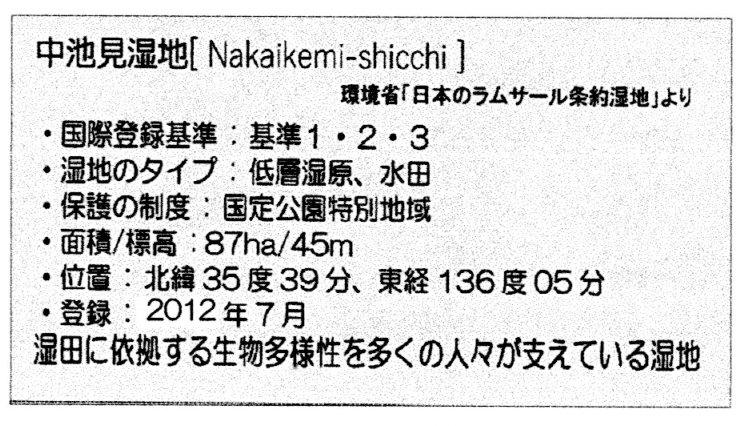 中池見湿地[ Nakaikemi-shicchi ]
環境省｢日本のラムサール条約湿地｣より
・国際登録基準：基準1・2・3
・湿地のタイプ：低層湿原、水田
・保護の制度：国定公園特別地域
・面積/標高：87ha/45m
・位置：北緯35度39分、東経136度05分
・登録：2012年7月
湿田に依拠する生物多様性を多くの人々が支えている湿地